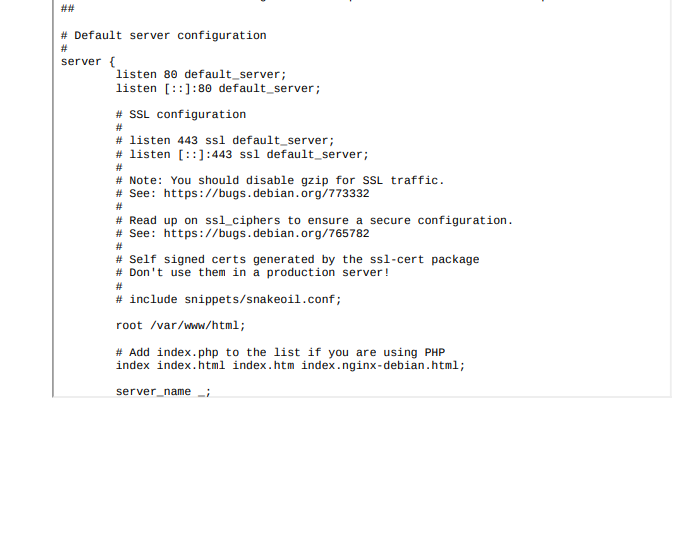 ##
# Default server configuration
#
server {
listen 80 default_server;
listen [::]:80 default_server;
# SSL configuration
#
# listen 443 ssl default_server;
# listen [::]:443 ssl default_server;
#
# Note: You should disable gzip for SSL traffic.
# See: https://bugs.debian.org/773332
#
# Read up on ssl_ciphers to ensure a secure configuration.
# See: https://bugs.debian.org/765782
#
# Self signed certs generated by the ssl-cert package
# Don't use them in a production server!
#
# include snippets/snakeoil.conf;
root /var/www/html;
# Add index.php to the list if you are using PHP
index index.html index.htm index.nginx-debian.html;
server_name _;